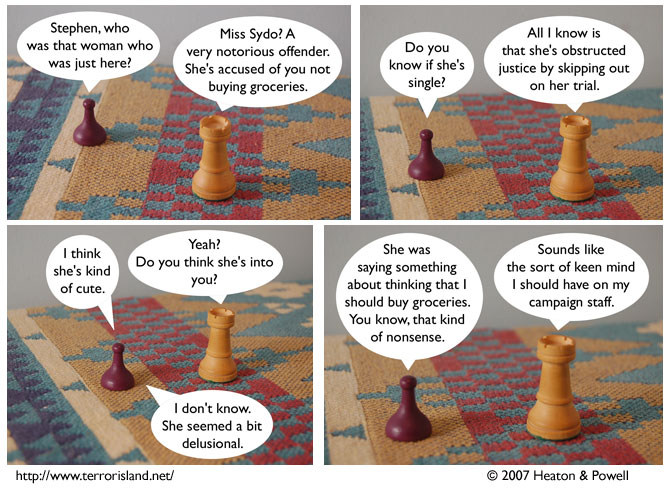 Stephen, who
was that woman who
was just here?
Miss Sydo? A
very notorious offender.
She's accused of you not
buying groceries.
Do you
know if she's
single?
All I know is
that she's obstructed
justice by skipping out
on her trial.
I think
she's kind
of cute.
Yeah?
Do you think she's into
you?
I don't know.
She seemed a bit
delusional.
She was
saying something
about thinking that I
should buy groceries.
You know, that kind
of nonsense.
Sounds like
the sort of keen mind
I should have on my
campaign staff.
http://www.terrorisland.net/
© 2007 Heaton & Powell